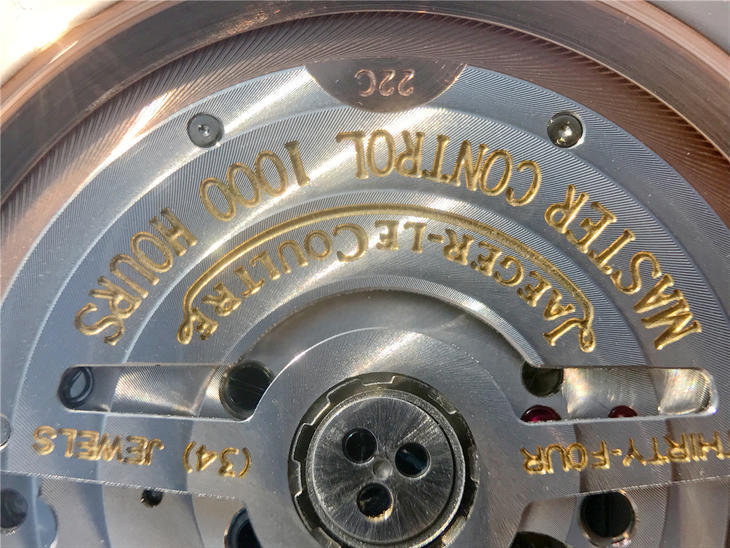 MASTER CONTROL 1000 HOURS
JAEGER-LECOULTRE
22C
THIRTY-FOUR (34) JEWELS